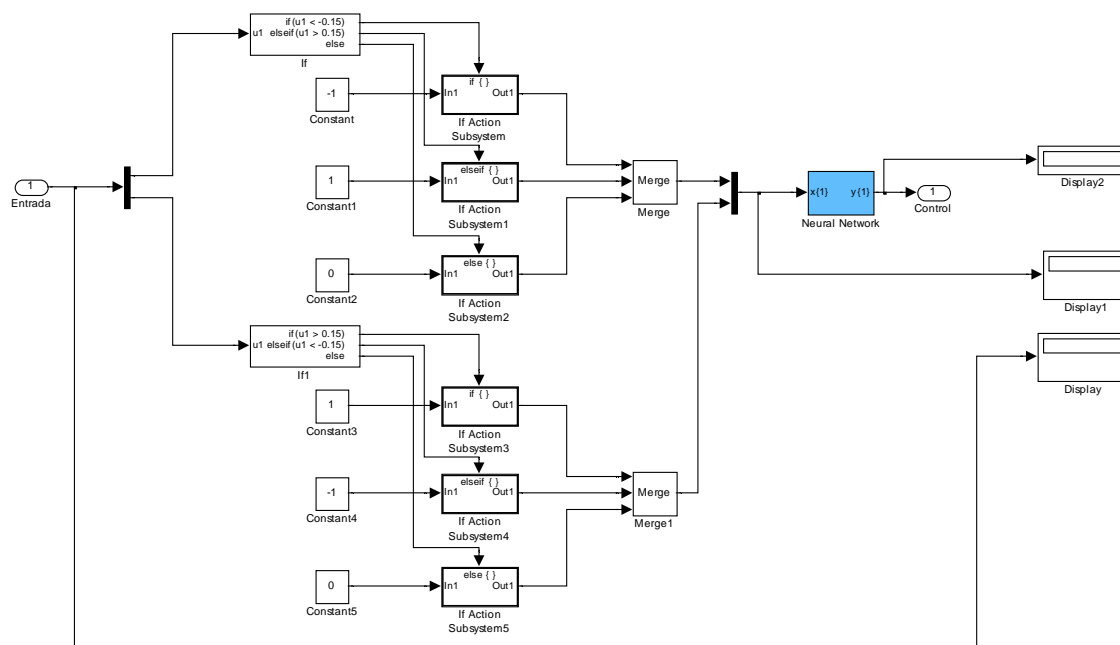 if(u1 < -0.15)
u1 elseif(u1 > 0.15)
else
If
-1
Constant
if { }
In1 Out1
If Action
Subsystem
1
Constant1
elseif { }
In1 Out1
If Action
Subsystem1
0
Constant2
else { }
In1 Out1
If Action
Subsystem2
Merge
Merge
1
Entrada
x{1} y{1}
Neural Network
1
Control
Display2
Display1
Display
if(u1 > 0.15)
u1 elseif(u1 < -0.15)
else
If1
1
Constant3
if { }
In1 Out1
If Action
Subsystem3
-1
Constant4
elseif { }
In1 Out1
If Action
Subsystem4
0
Constant5
else { }
In1 Out1
If Action
Subsystem5
Merge
Merge1